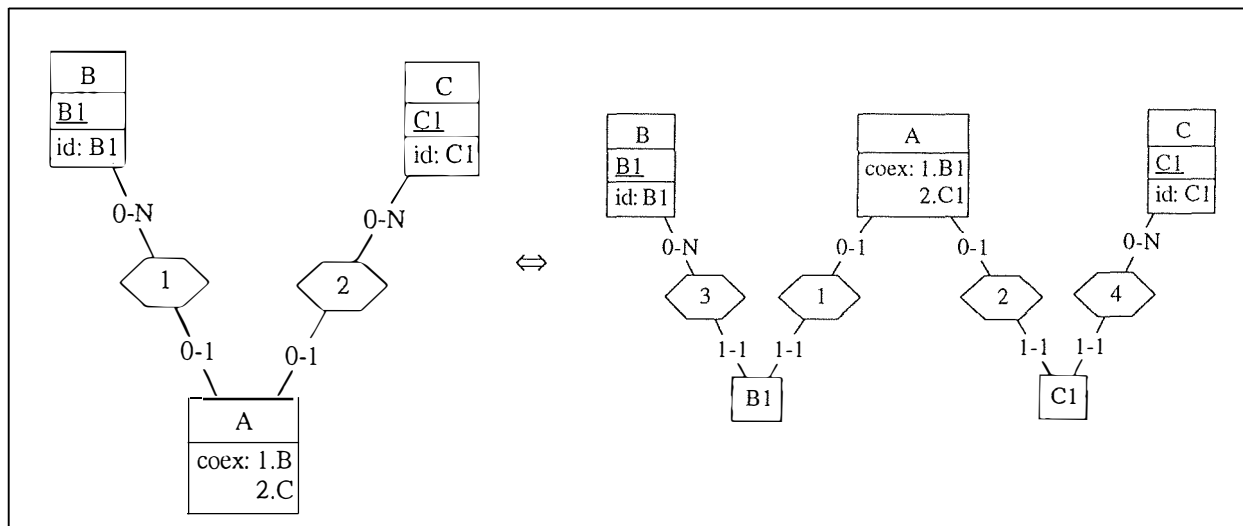 B
B1
id: B1
C
C1
id: C1
0-N
0-N
1
2
0-1
0-1
A
coex: 1.B
2.C
⇔
B
B1
id: B1
A
coex: 1.B1
2.C1
C
C1
id: C1
0-N
0-1
0-1
0-N
3
1
2
4
1-1
1-1
1-1
1-1
B1
C1